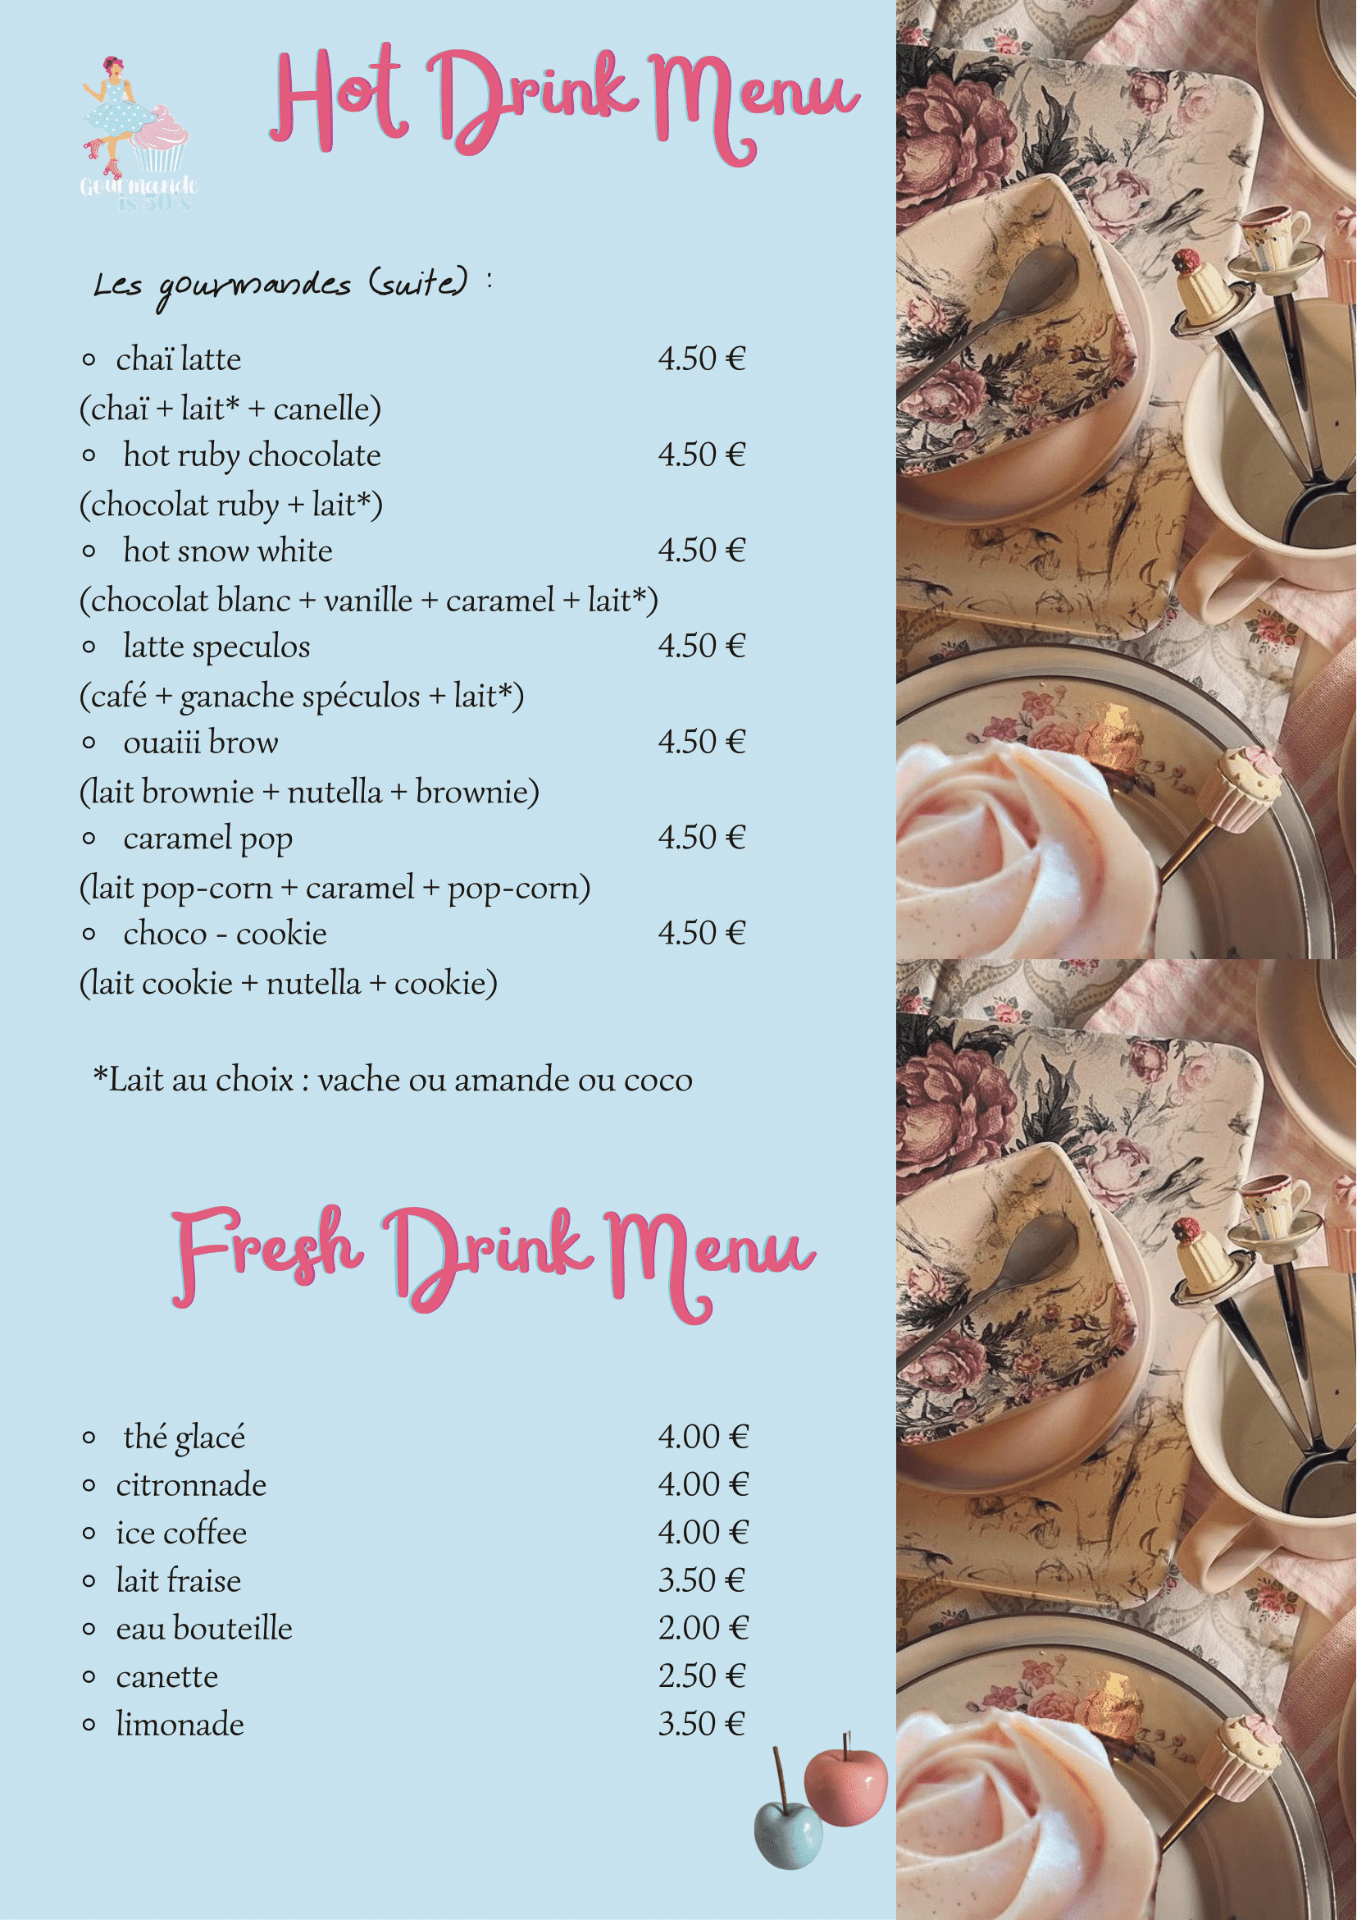 Gourmande
is 50's
Hot Drink Menu
Les gourmandes (suite) :
chaï latte 4.50 €
(chaï + lait* + canelle)
hot ruby chocolate 4.50 €
(chocolat ruby + lait*)
hot snow white 4.50 €
(chocolat blanc + vanille + caramel + lait*)
latte speculos 4.50 €
(café + ganache spéculos + lait*)
ouaiii brow 4.50 €
(lait brownie + nutella + brownie)
caramel pop 4.50 €
(lait pop-corn + caramel + pop-corn)
choco - cookie 4.50 €
(lait cookie + nutella + cookie)
*Lait au choix : vache ou amande ou coco
Fresh Drink Menu
thé glacé 4.00 €
citronnade 4.00 €
ice coffee 4.00 €
lait fraise 3.50 €
eau bouteille 2.00 €
canette 2.50 €
limonade 3.50 €